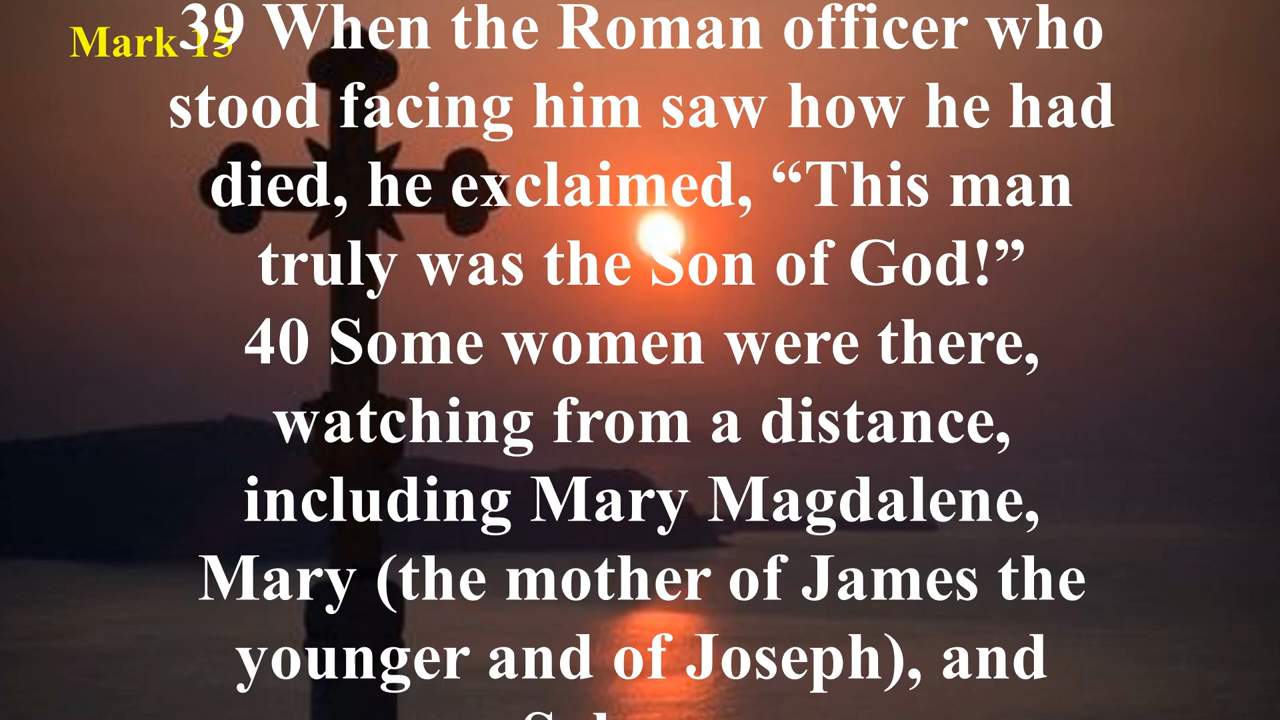 Mark 15
39 When the Roman officer who
stood facing him saw how he had
died, he exclaimed, “This man
truly was the Son of God!”
40 Some women were there,
watching from a distance,
including Mary Magdalene,
Mary (the mother of James the
younger and of Joseph), and